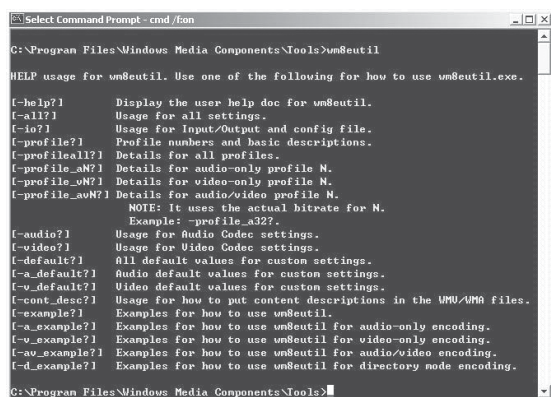 Select Command Prompt - cmd /f:on
C:\Program Files\Windows Media Components\Tools>wm8eutil
HELP usage for wm8eutil. Use one of the following for how to use wm8eutil.exe.
[-help?] Display the user help doc for wm8eutil.
[-all?] Usage for all settings.
[-io?] Usage for Input/Output and config file.
[-profile?] Profile numbers and basic descriptions.
[-profileall?] Details for all profiles.
[-profile_aN?] Details for audio-only profile N.
[-profile_vN?] Details for video-only profile N.
[-profile_avN?] Details for audio/video profile N.
NOTE: It uses the actual bitrate for N.
Example: -profile_a32?.
[-audio?] Usage for Audio Codec settings.
[-video?] Usage for Video Codec settings.
[-default?] All default values for custom settings.
[-a_default?] Audio default values for custom settings.
[-v_default?] Video default values for custom settings.
[-cont_desc?] Usage for how to put content descriptions in the WMV/WMA files.
[-example?] Examples for how to use wm8eutil.
[-a_example?] Examples for how to use wm8eutil for audio-only encoding.
[-v_example?] Examples for how to use wm8eutil for video-only encoding.
[-av_example?] Examples for how to use wm8eutil for audio/video encoding.
[-d_example?] Examples for how to use wm8eutil for directory mode encoding.
C:\Program Files\Windows Media Components\Tools>